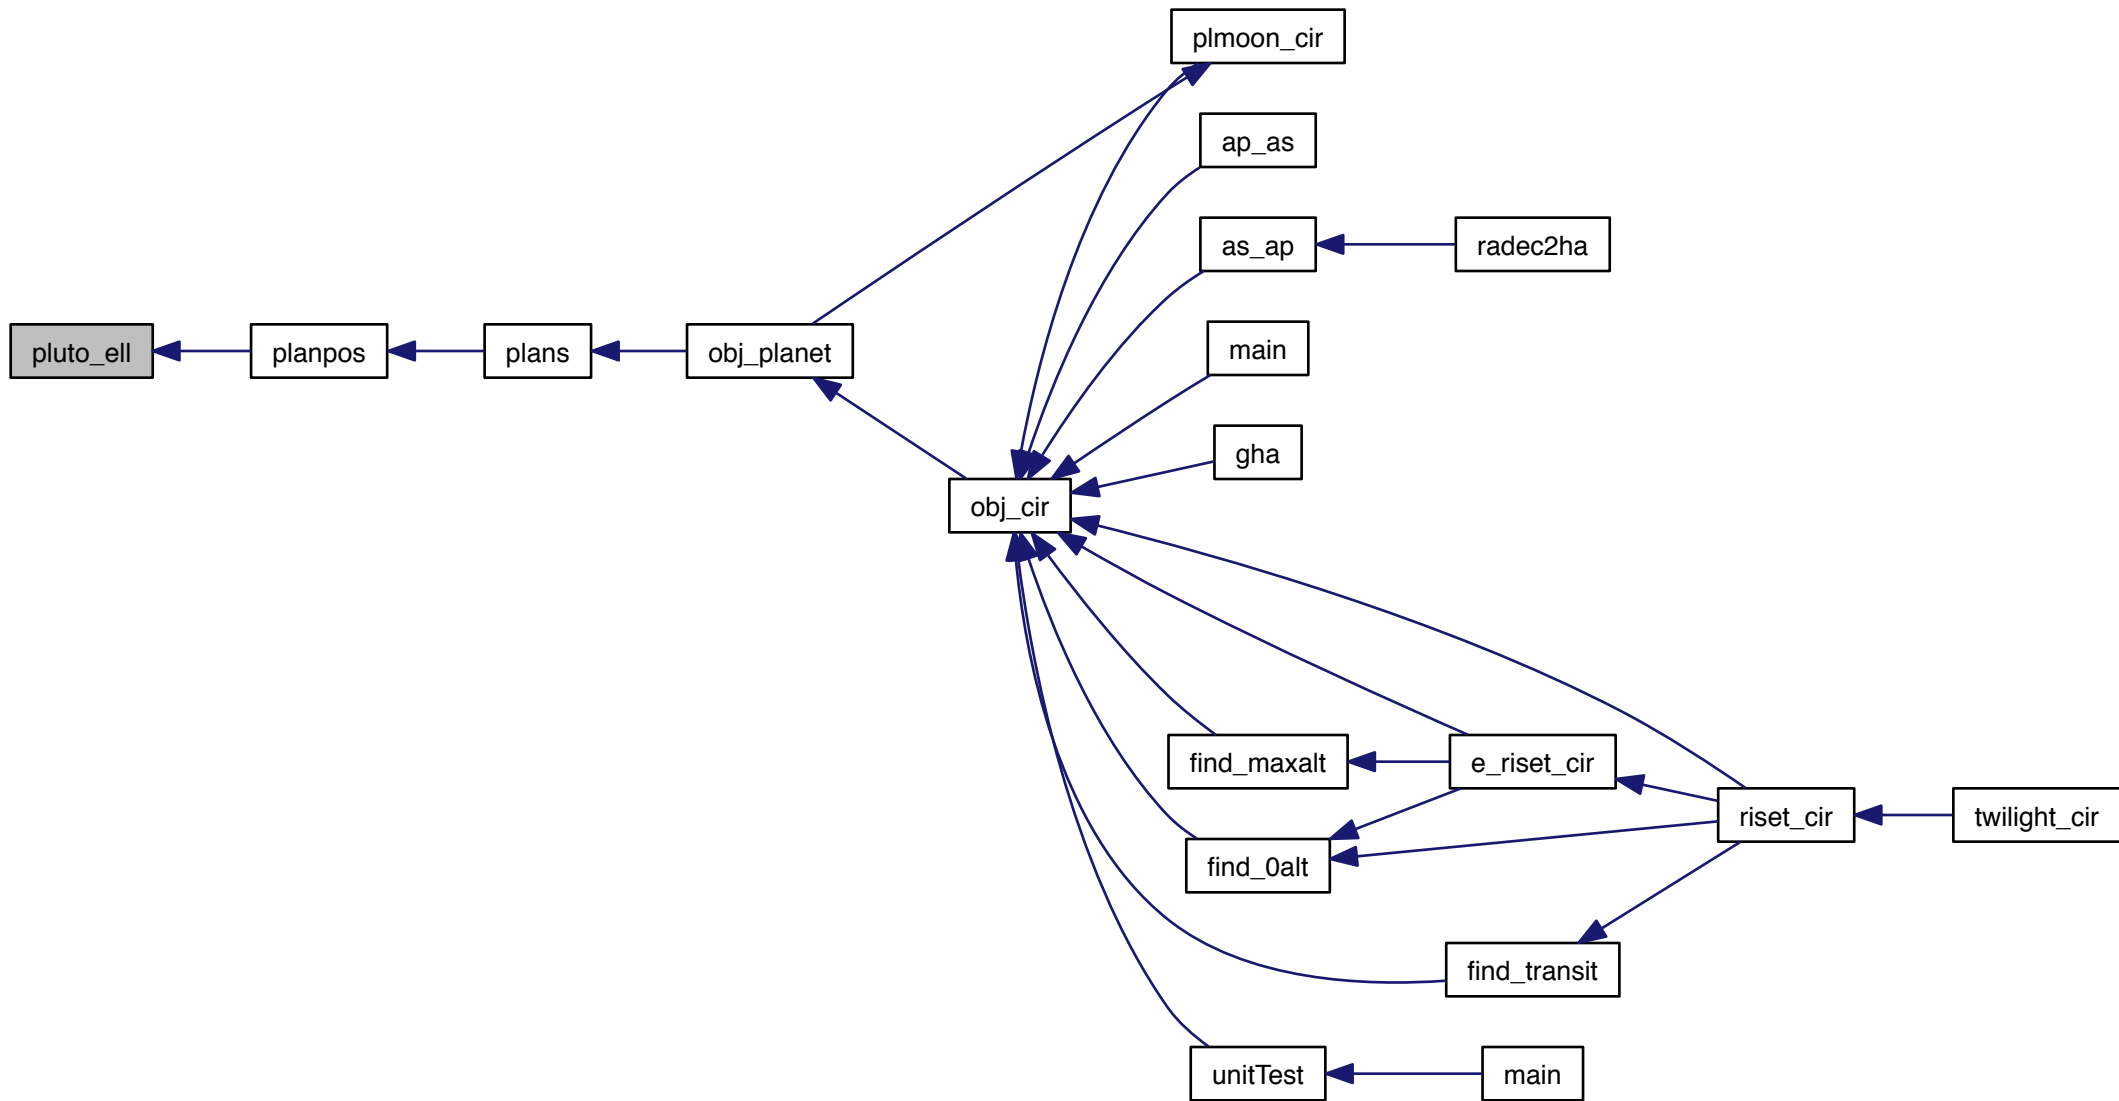 plmoon_cir
ap_as
as_ap
radec2ha
main
pluto_ell
planpos
plans
obj_planet
gha
obj_cir
find_maxalt
e_riset_cir
riset_cir
twilight_cir
find_0alt
find_transit
unitTest
main